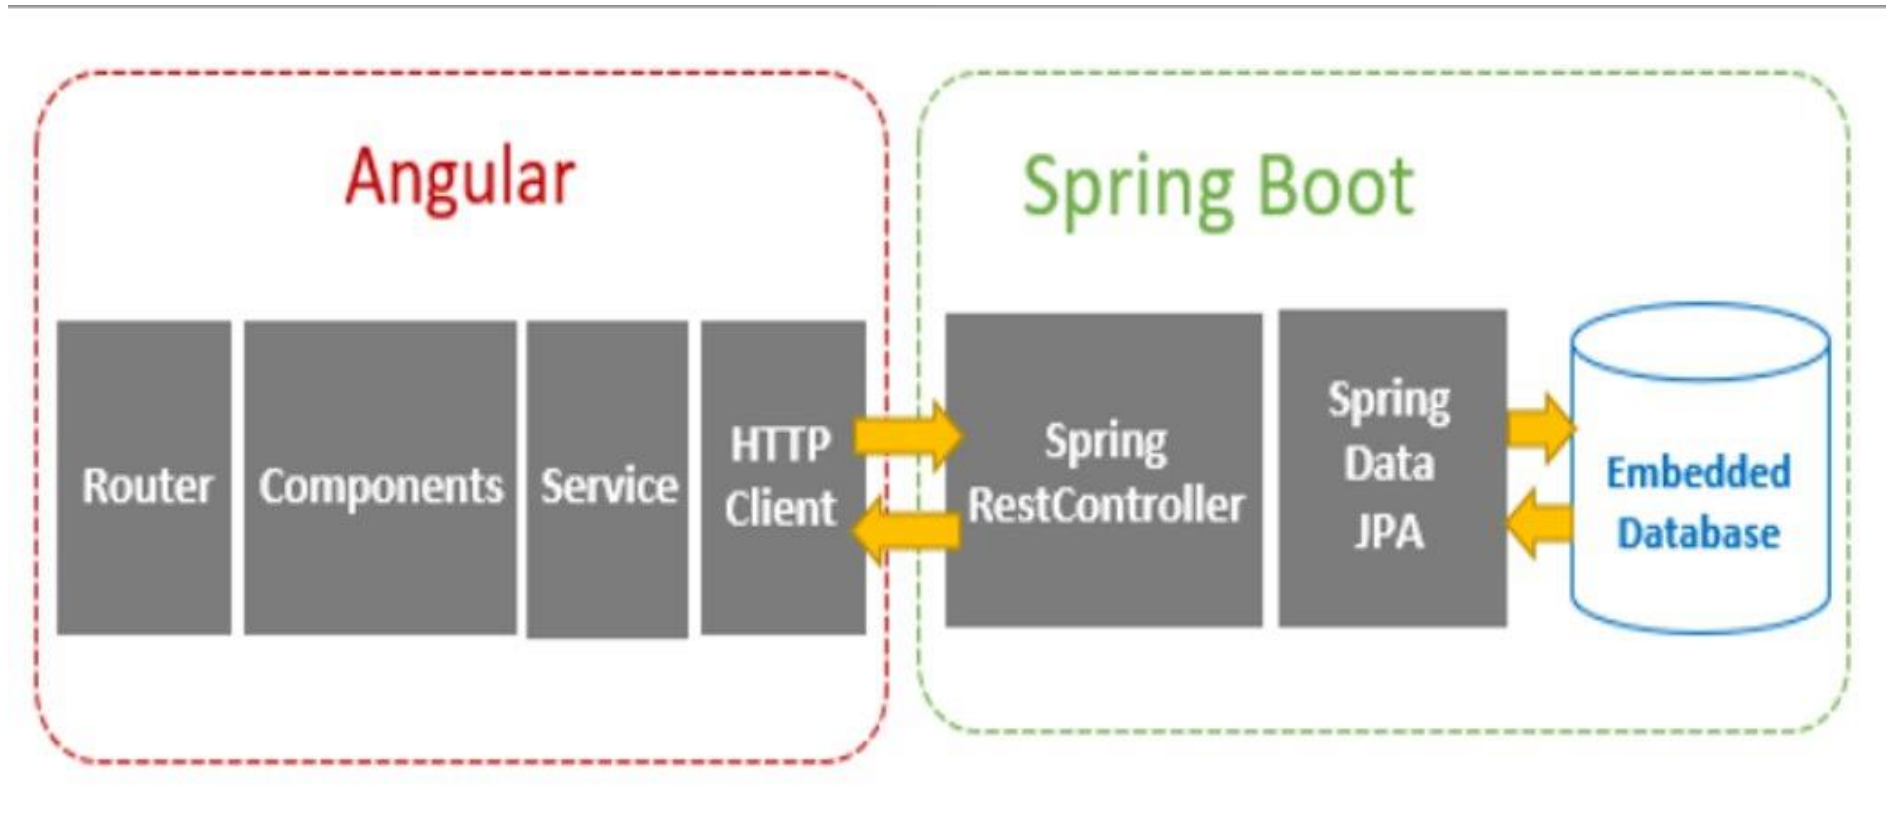 Angular
Spring Boot
Router
Components
Service
HTTP
Client
Spring
RestController
Spring
Data
JPA
Embedded
Database